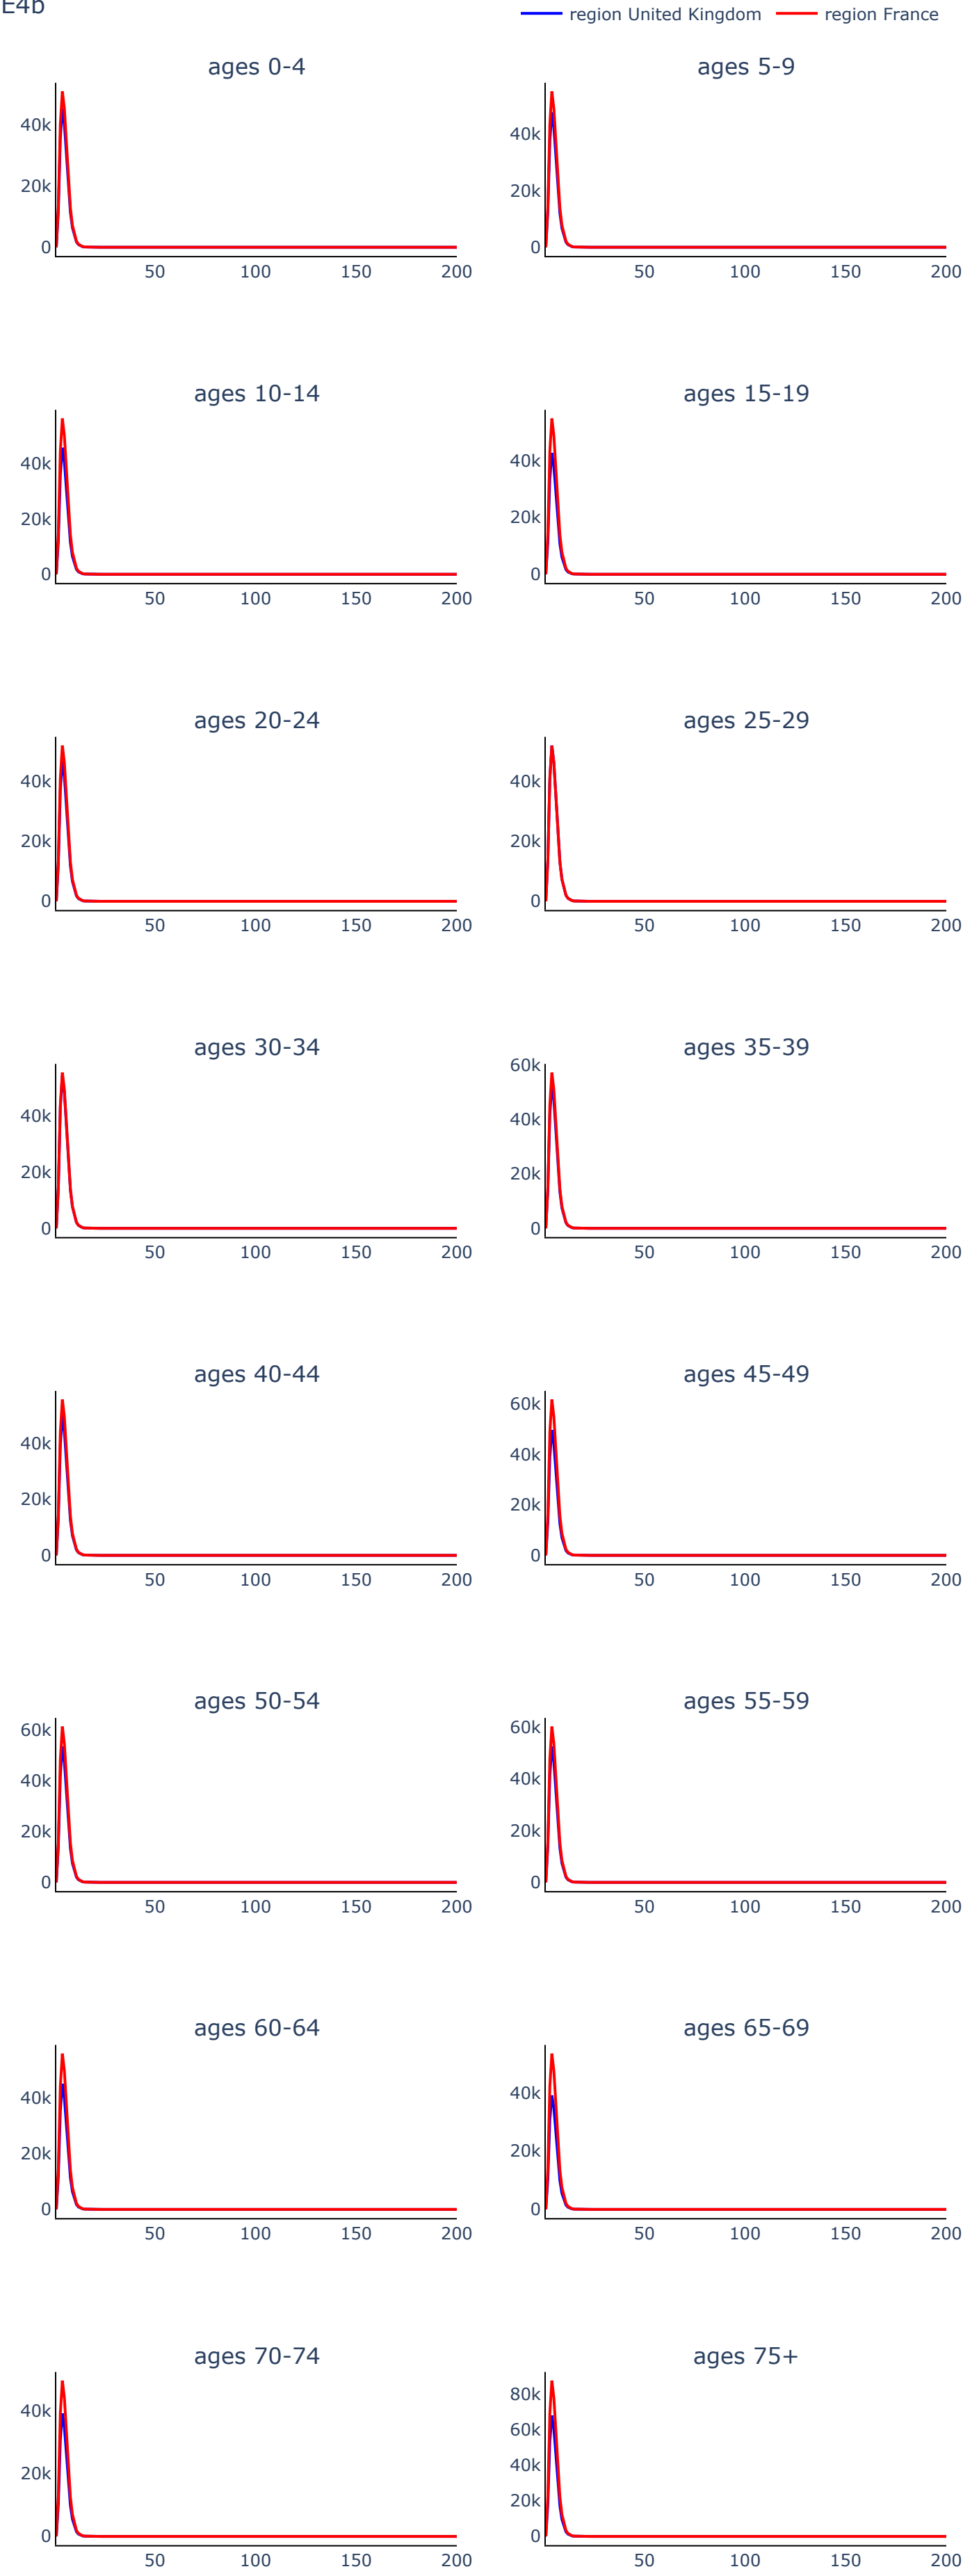 E4b
region United Kingdom region France
ages 0-4 ages 5-9
40k 40k
20k 20k
0 0
50 100 150 200 50 100 150 200
ages 10-14 ages 15-19
40k 40k
20k 20k
0 0
50 100 150 200 50 100 150 200
ages 20-24 ages 25-29
40k 40k
20k 20k
0 0
50 100 150 200 50 100 150 200
ages 30-34 ages 35-39
60k
40k 40k
20k 20k
0 0
50 100 150 200 50 100 150 200
ages 40-44 ages 45-49
60k
40k 40k
20k 20k
0 0
50 100 150 200 50 100 150 200
ages 50-54 ages 55-59
60k 60k
40k 40k
20k 20k
0 0
50 100 150 200 50 100 150 200
ages 60-64 ages 65-69
40k 40k
20k 20k
0 0
50 100 150 200 50 100 150 200
ages 70-74 ages 75+
80k
40k 60k
40k
20k 20k
0 0
50 100 150 200 50 100 150 200